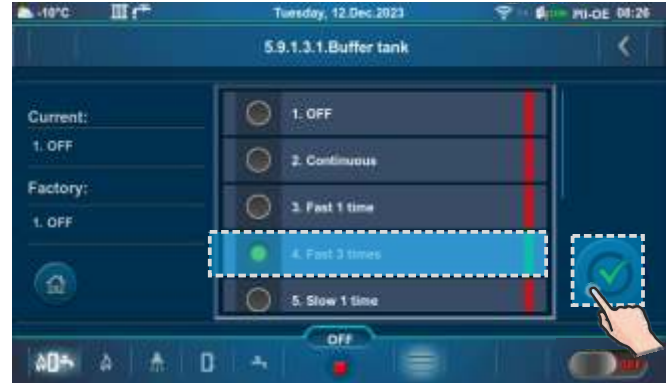 -10°C Tuesday, 12.Dec.2023 PU-OE 08:26
5.9.1.3.1.Buffer tank
Current:
1. OFF
Factory:
1. OFF
1. OFF
2. Continuous
3. Fast 1 time
4. Fast 3 times
5. Slow 1 time
OFF
OFF